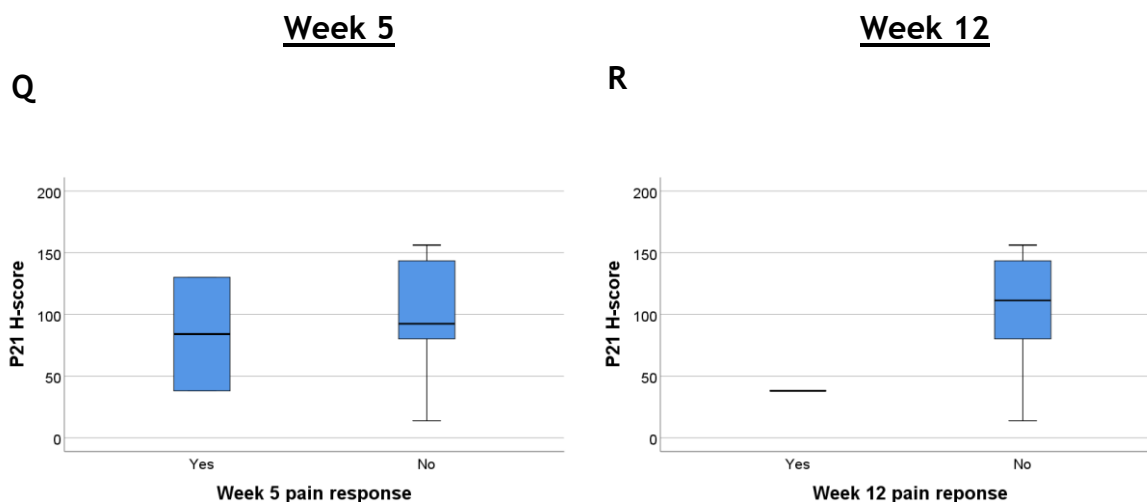 Week 5
Week 12
Q
R
200
150
100
50
0
P21 H-score
Yes
No
Week 5 pain response
200
150
100
50
0
P21 H-score
Yes
No
Week 12 pain reponse